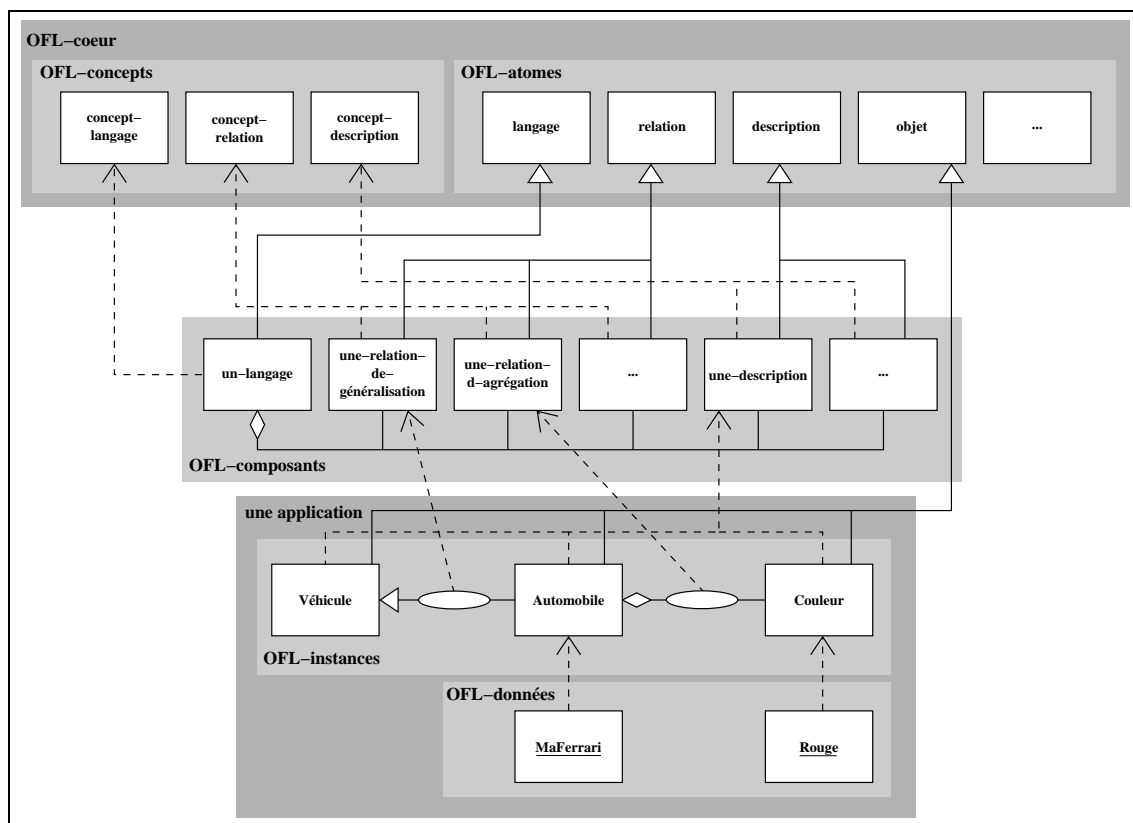 OFL−coeur
OFL−concepts
OFL−atomes
concept−
langage
concept−
relation
concept−
description
langage
relation
description
objet
...
un−langage
une−relation−
de−
généralisation
une−relation−
d−agrégation
...
une−description
...
OFL−composants
une application
Véhicule
Automobile
Couleur
OFL−instances
OFL−données
MaFerrari
Rouge